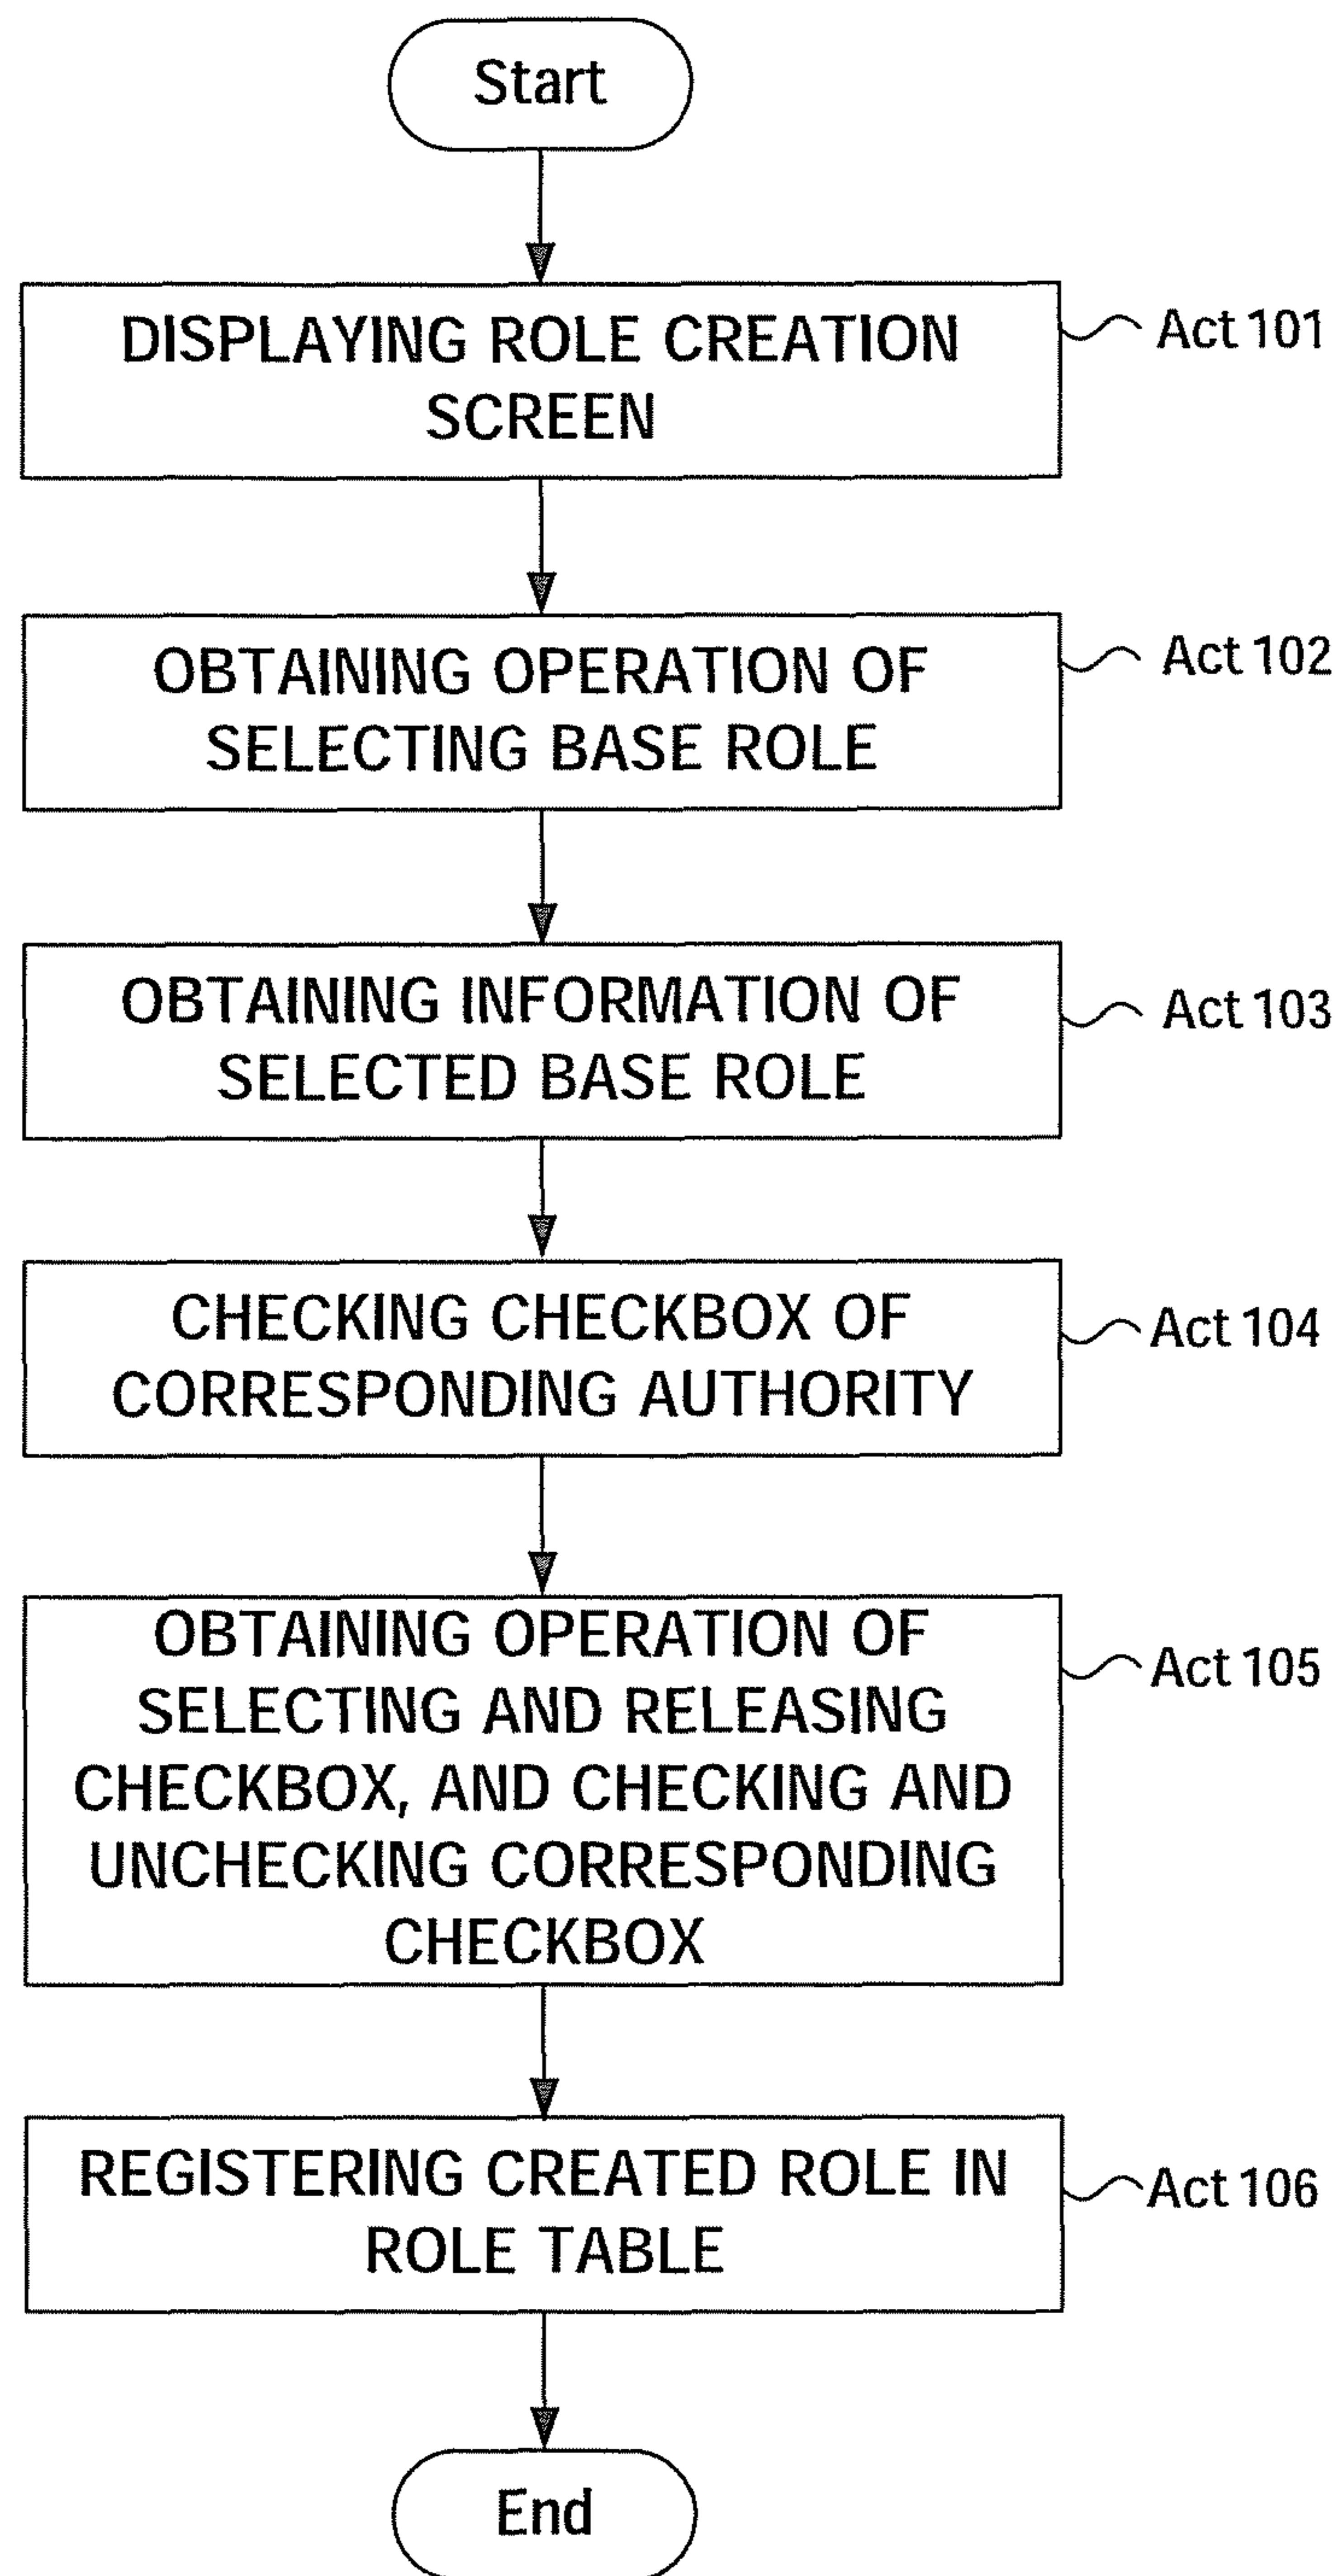 Start
DISPLAYING ROLE CREATION
SCREEN
Act 101
OBTAINING OPERATION OF
SELECTING BASE ROLE
Act 102
OBTAINING INFORMATION OF
SELECTED BASE ROLE
Act 103
CHECKING CHECKBOX OF
CORRESPONDING AUTHORITY
Act 104
OBTAINING OPERATION OF
SELECTING AND RELEASING
CHECKBOX, AND CHECKING AND
UNCHECKING CORRESPONDING
CHECKBOX
Act 105
REGISTERING CREATED ROLE IN
ROLE TABLE
Act 106
End